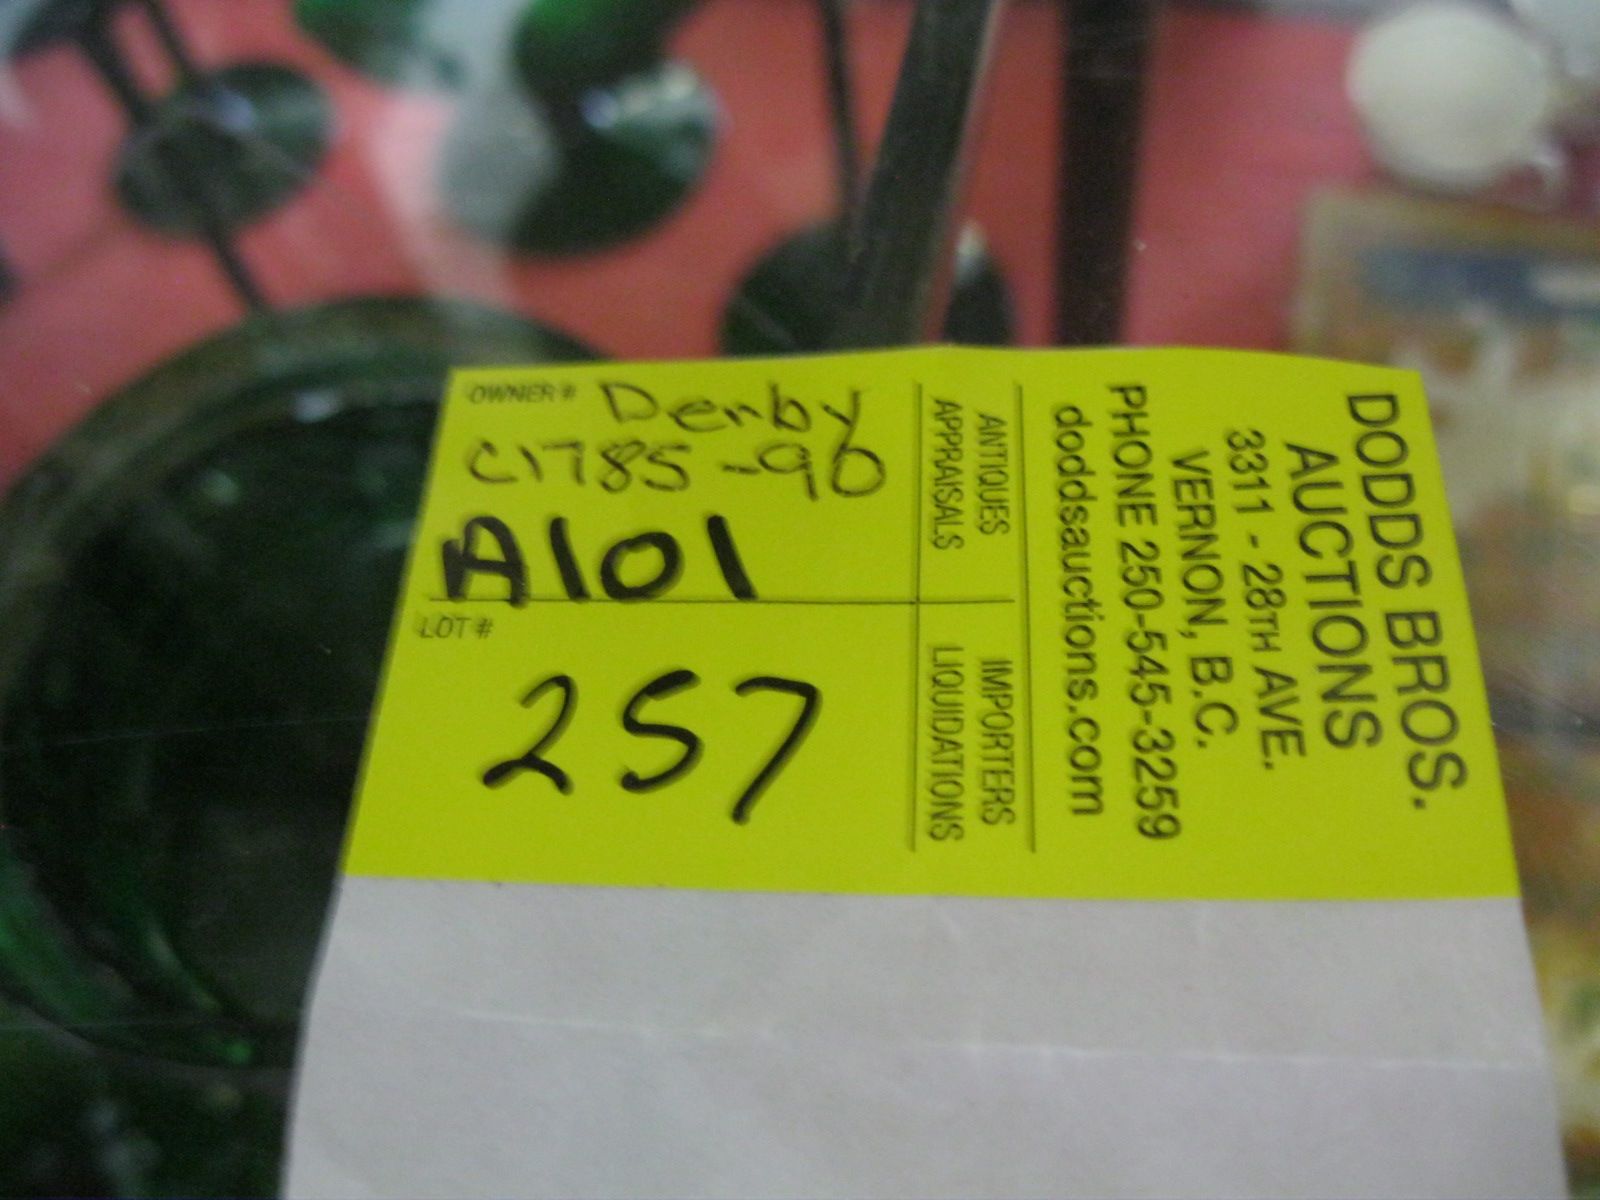 OWNER # Derby
C1785-90
A101
LOT #
257
ANTIQUES
APPRAISALS
IMPORTERS
LIQUIDATIONS
DODDS BROS.
AUCTIONS
3311 - 28TH AVE.
VERNON, B.C.
PHONE 250-545-3259
doddsauctions.com